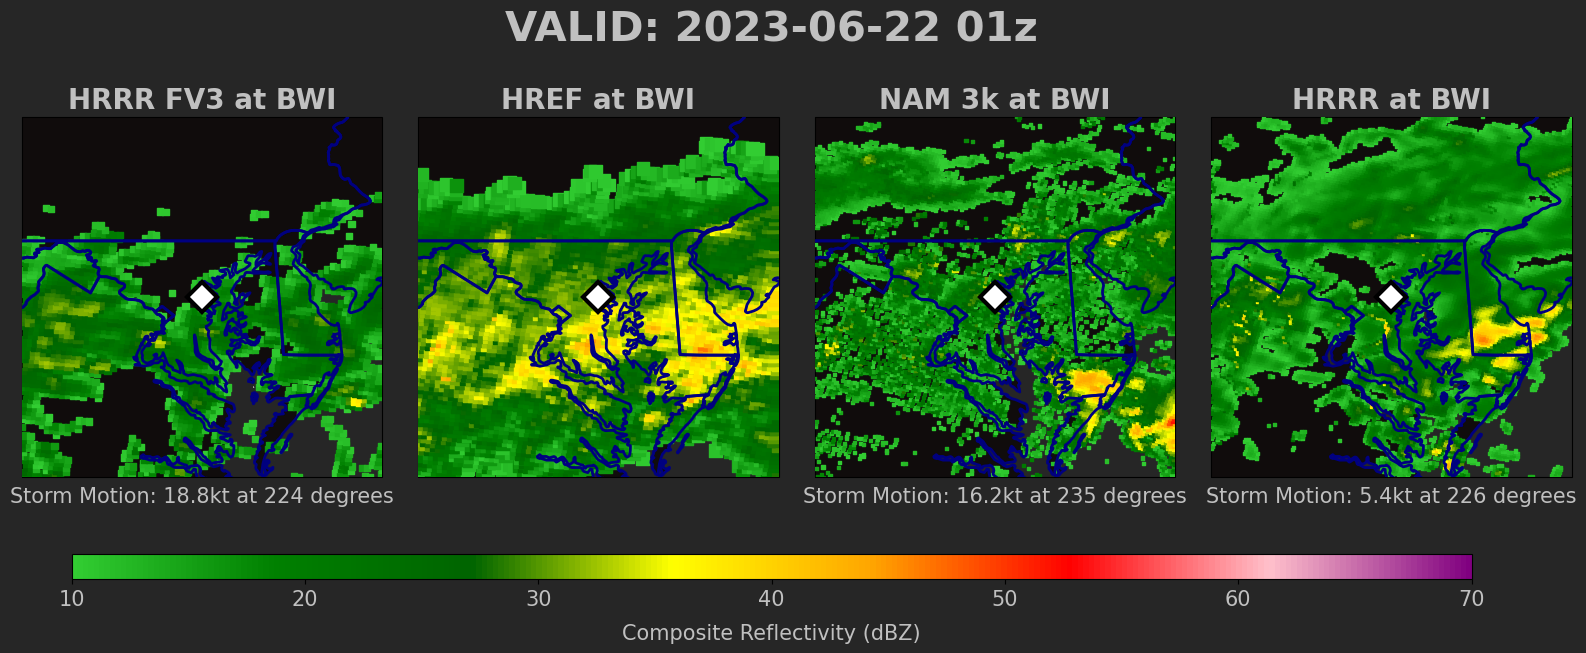 VALID: 2023-06-22 01z
HRRR FV3 at BWI
HREF at BWI
NAM 3k at BWI
HRRR at BWI
Storm Motion: 18.8kt at 224 degrees
Storm Motion: 16.2kt at 235 degrees
Storm Motion: 5.4kt at 226 degrees
10 20 30 40 50 60 70
Composite Reflectivity (dBZ)